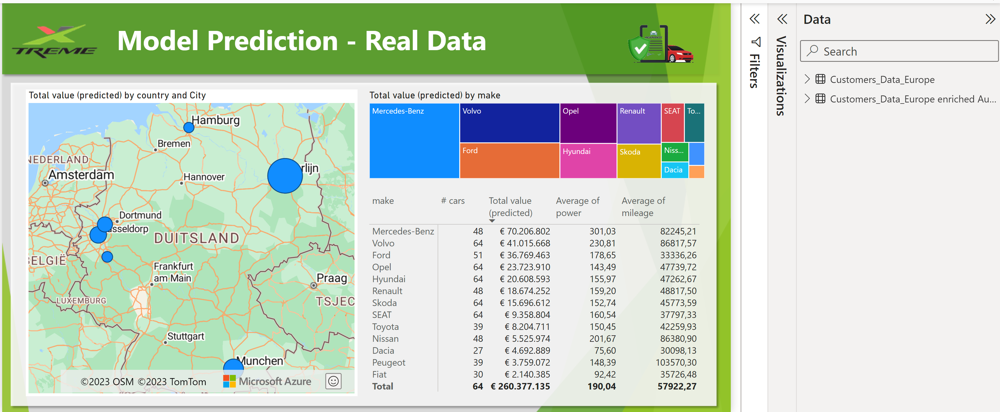 XTREME
Model Prediction - Real Data
INSURANCE
Total value (predicted) by country and City
Hamburg
Bremen
NEDERLAND
Amsterdam
rlijn
Hannover
Dortmund
sseldorp
DUITSLAND
ELGIË
Frankfurt
am Main
Praag
LUXEMBURG
TSJEC
Stuttgart
Munchen
©2023 OSM ©2023 TomTom
Microsoft Azure
Total value (predicted) by make
Mercedes-Benz Volvo Opel Renault SEAT To...
Ford Hyundai Skoda Niss...
Dacia
make # cars Total value (predicted) Average of power Average of mileage
Mercedes-Benz 48 € 70.206.802 301,03 82245,21
Volvo 64 € 41.015.668 230,81 86817,57
Ford 51 € 36.769.463 178,65 33336,26
Opel 64 € 23.723.910 143,49 47739,72
Hyundai 64 € 20.608.593 155,97 47262,67
Renault 48 € 18.674.252 159,20 48817,50
Skoda 64 € 15.696.612 152,74 45773,59
SEAT 64 € 9.358.804 160,54 37797,33
Toyota 39 € 8.204.711 150,45 42259,93
Nissan 48 € 5.525.974 201,67 86380,90
Dacia 27 € 4.692.889 75,60 30098,13
Peugeot 39 € 3.759.072 148,39 103570,30
Fiat 30 € 2.140.385 92,42 35726,48
Total 64 € 260.377.135 190,04 57922,27
Filters
Visualizations
Data
Search
Customers_Data_Europe
Customers_Data_Europe enriched Au...